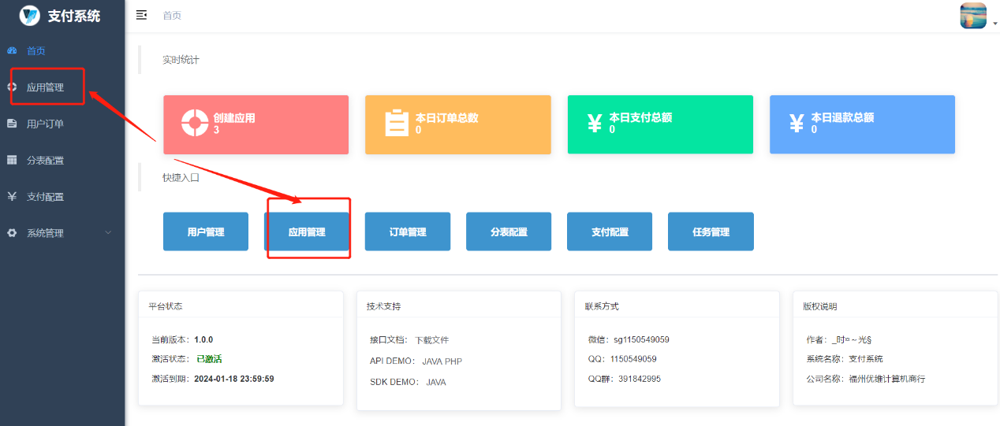 支付系统
首页
首页
应用管理
用户订单
分表配置
支付配置
系统管理
实时统计
创建应用
3
本日订单总数
0
本日支付总额
0
本日退款总额
0
快捷入口
用户管理
应用管理
订单管理
分表配置
支付配置
任务管理
平台状态
当前版本：1.0.0
激活状态： 已激活
激活到期：2024-01-18 23:59:59
技术支持
接口文档： 下载文件
API DEMO： JAVA PHP
SDK DEMO： JAVA
联系方式
微信：sg1150549059
QQ：1150549059
QQ群：391842995
版权说明
作者：_时¤～光§
系统名称：支付系统
公司名称：福州优维计算机商行